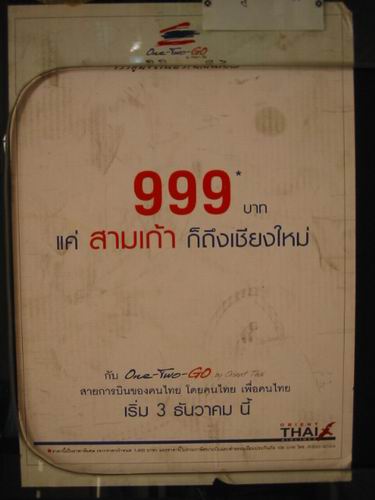 One-Two-GO
999*
บาท
แค่ สามเก้า ก็ถึงเชียงใหม่
กับ One-Two-GO by Orient Thai
สายการบินของคนไทย โดยคนไทย เพื่อคนไทย
เริ่ม 3 ธันวาคม นี้
ORIENT
THAI
AIRLINES